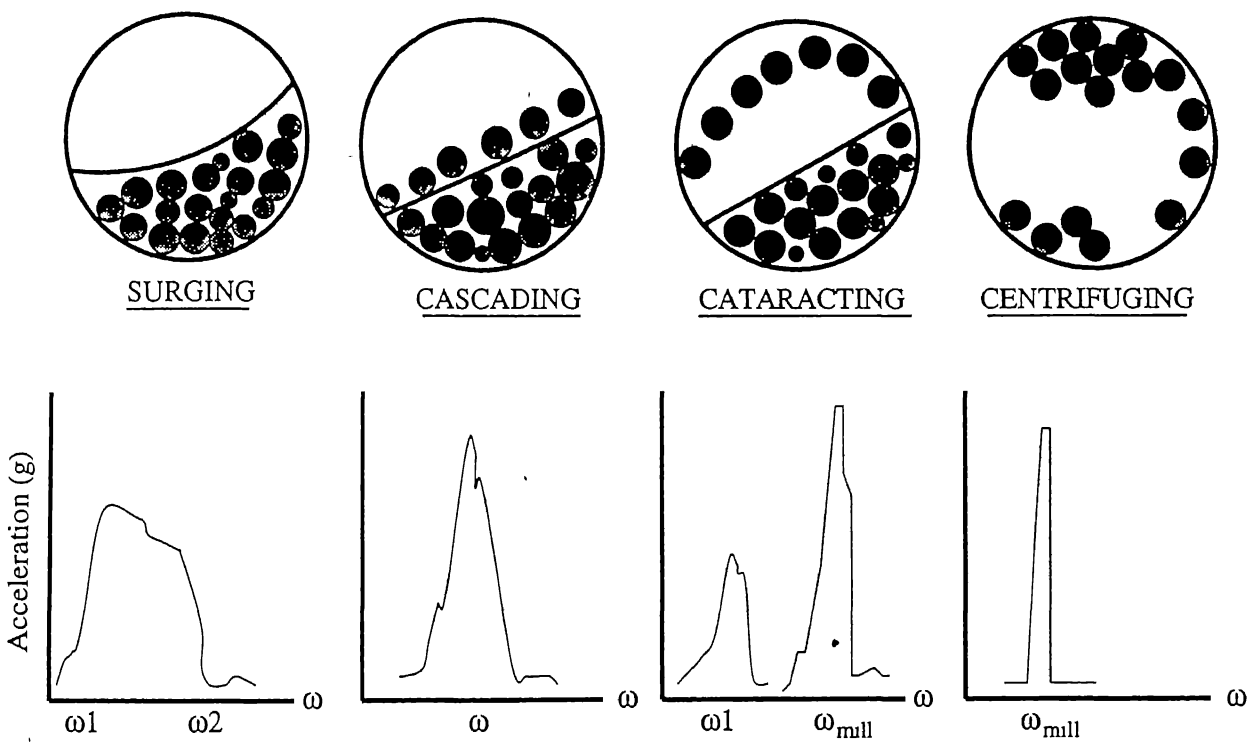 SURGING
CASCADING
CATARACTING
CENTRIFUGING
Acceleration (g)
ω
ω1
ω2
ω
ω
ω
ω1
ωmill
ω
ωmill